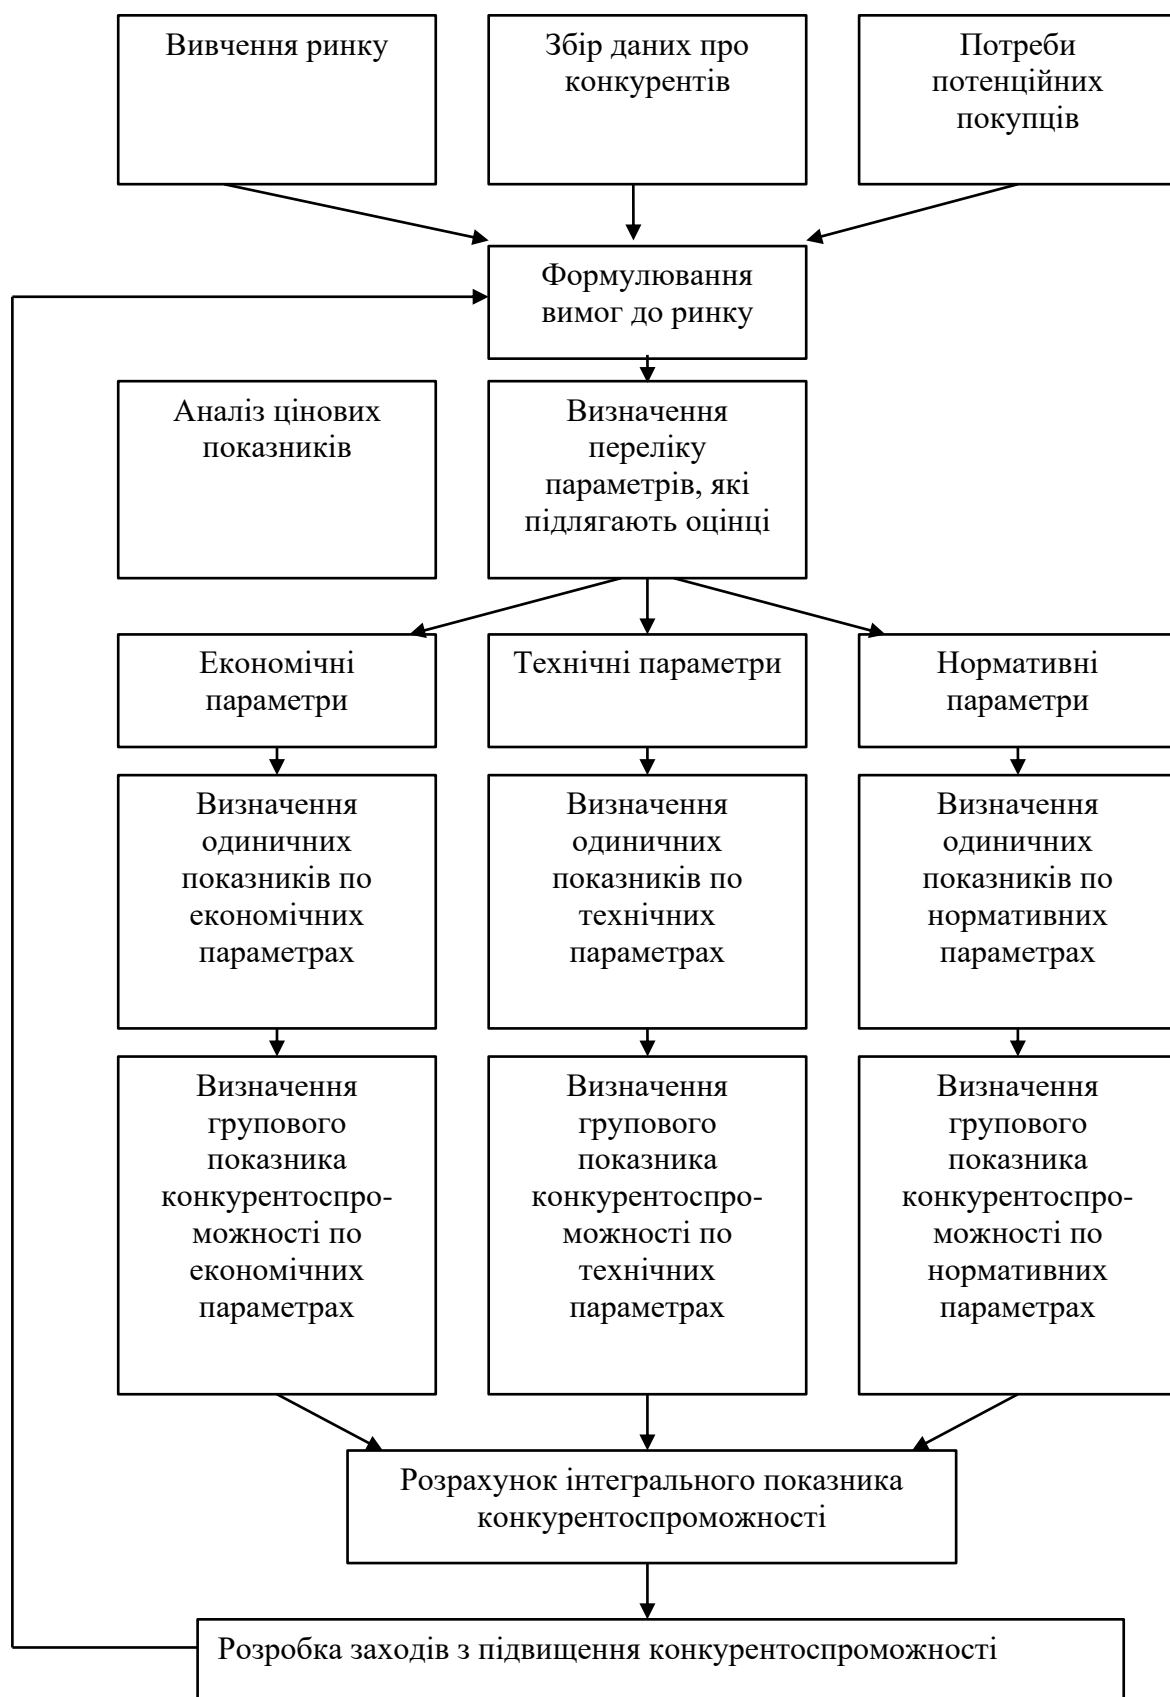 Вивчення ринку
Збір даних про
конкурентів
Потреби
потенційних
покупців
Формулювання
вимог до ринку
Аналіз цінових
показників
Визначення
переліку
параметрів, які
підлягають оцінці
Економічні
параметри
Технічні параметри
Нормативні
параметри
Визначення
одиничних
показників по
економічних
параметрах
Визначення
одиничних
показників по
технічних
параметрах
Визначення
одиничних
показників по
нормативних
параметрах
Визначення
групового
показника
конкурентоспро-
можності по
економічних
параметрах
Визначення
групового
показника
конкурентоспро-
можності по
технічних
параметрах
Визначення
групового
показника
конкурентоспро-
можності по
нормативних
параметрах
Розрахунок інтегрального показника
конкурентоспроможності
Розробка заходів з підвищення конкурентоспроможності